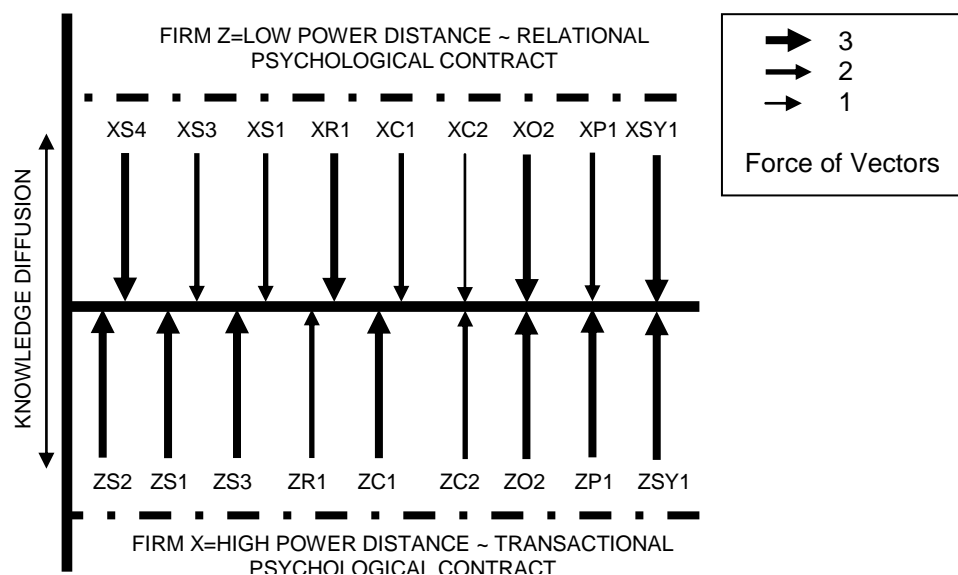 FIRM Z=LOW POWER DISTANCE ~ RELATIONAL
PSYCHOLOGICAL CONTRACT
XS4 XS3 XS1 XR1 XC1 XC2 XO2 XP1 XSY1
KNOWLEDGE DIFFUSION
ZS2 ZS1 ZS3 ZR1 ZC1 ZC2 ZO2 ZP1 ZSY1
FIRM X=HIGH POWER DISTANCE ~ TRANSACTIONAL
PSYCHOLOGICAL CONTRACT
3
2
1
Force of Vectors